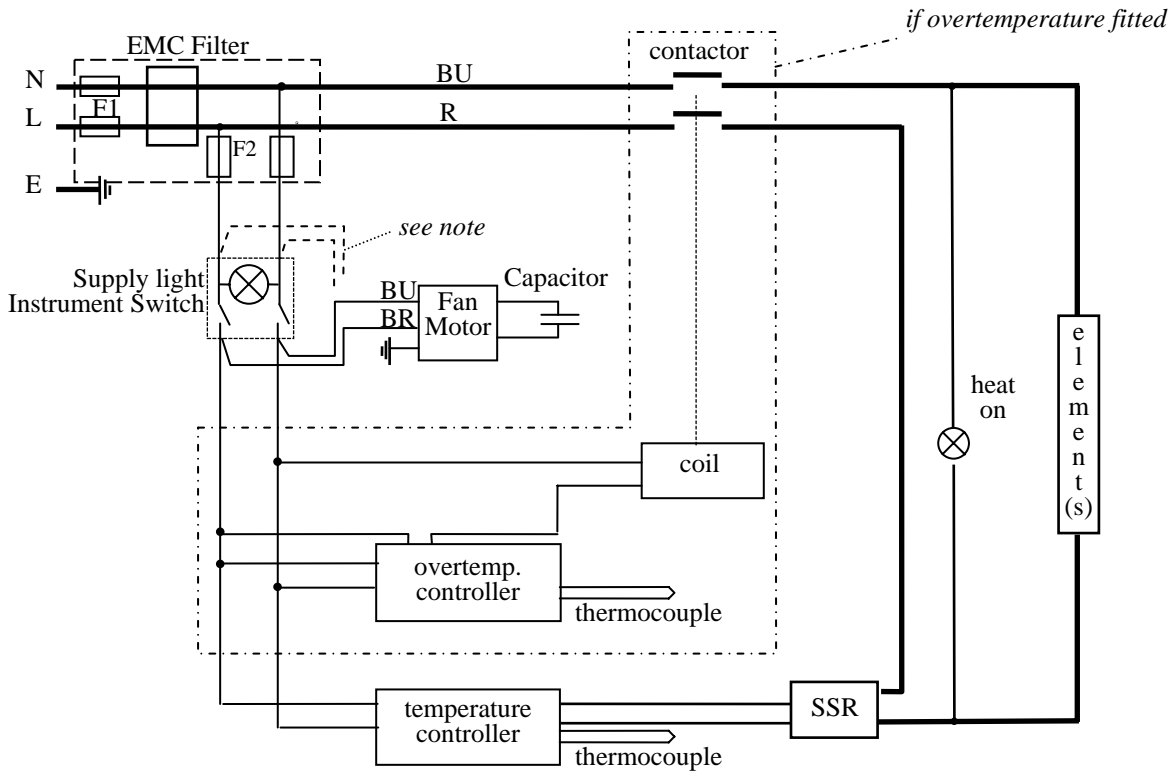 if overtemperature fitted
EMC Filter
contactor
N
BU
F1
L
R
F2
E
see note
Supply light
Instrument Switch
Capacitor
BU
BR
Fan
Motor
heat
on
element(s)
coil
overtemp.
controller
thermocouple
temperature
controller
SSR
thermocouple